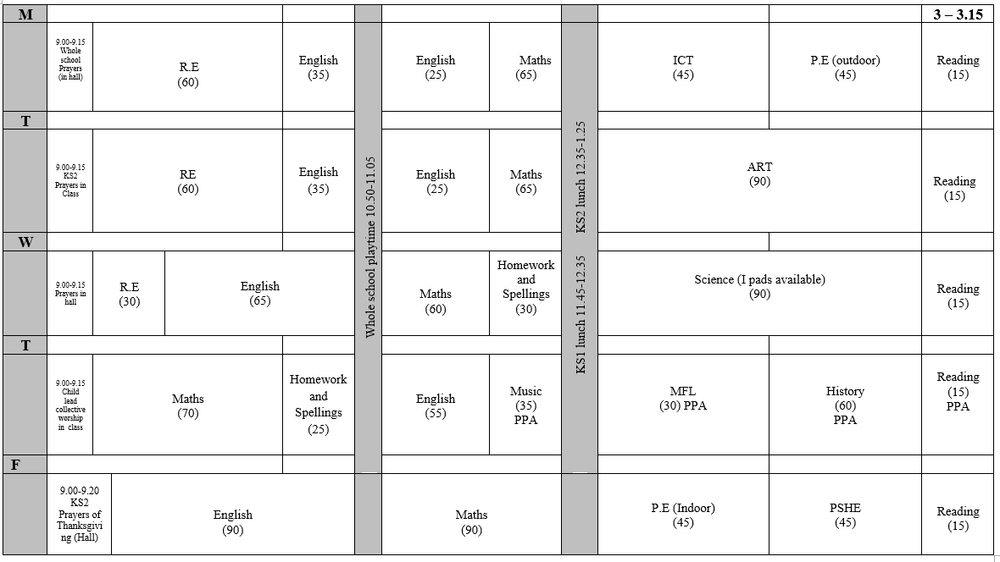 M
3 – 3.15
9.00-9.15
Whole
school
Prayers
(in hall)
R.E
(60)
English
(35)
English
(25)
Maths
(65)
ICT
(45)
P.E (outdoor)
(45)
Reading
(15)
Whole school playtime 10.50-11.05
KS1 lunch 11.45-12.35 KS2 lunch 12.35-1.25
T
9.00-9.15
KS2
Prayers in
Class
RE
(60)
English
(35)
English
(25)
Maths
(65)
ART
(90)
Reading
(15)
W
9.00-9.15
Prayers in
hall
R.E
(30)
English
(65)
Maths
(60)
Homework
and
Spellings
(30)
Science (I pads available)
(90)
Reading
(15)
T
9.00-9.15
Child
lead
collective
worship
in class
Maths
(70)
Homework
and
Spellings
(25)
English
(55)
Music
(35)
PPA
MFL
(30) PPA
History
(60)
PPA
Reading
(15)
PPA
F
9.00-9.20
KS2
Prayers of
Thanksgivi
ng (Hall)
English
(90)
Maths
(90)
P.E (Indoor)
(45)
PSHE
(45)
Reading
(15)